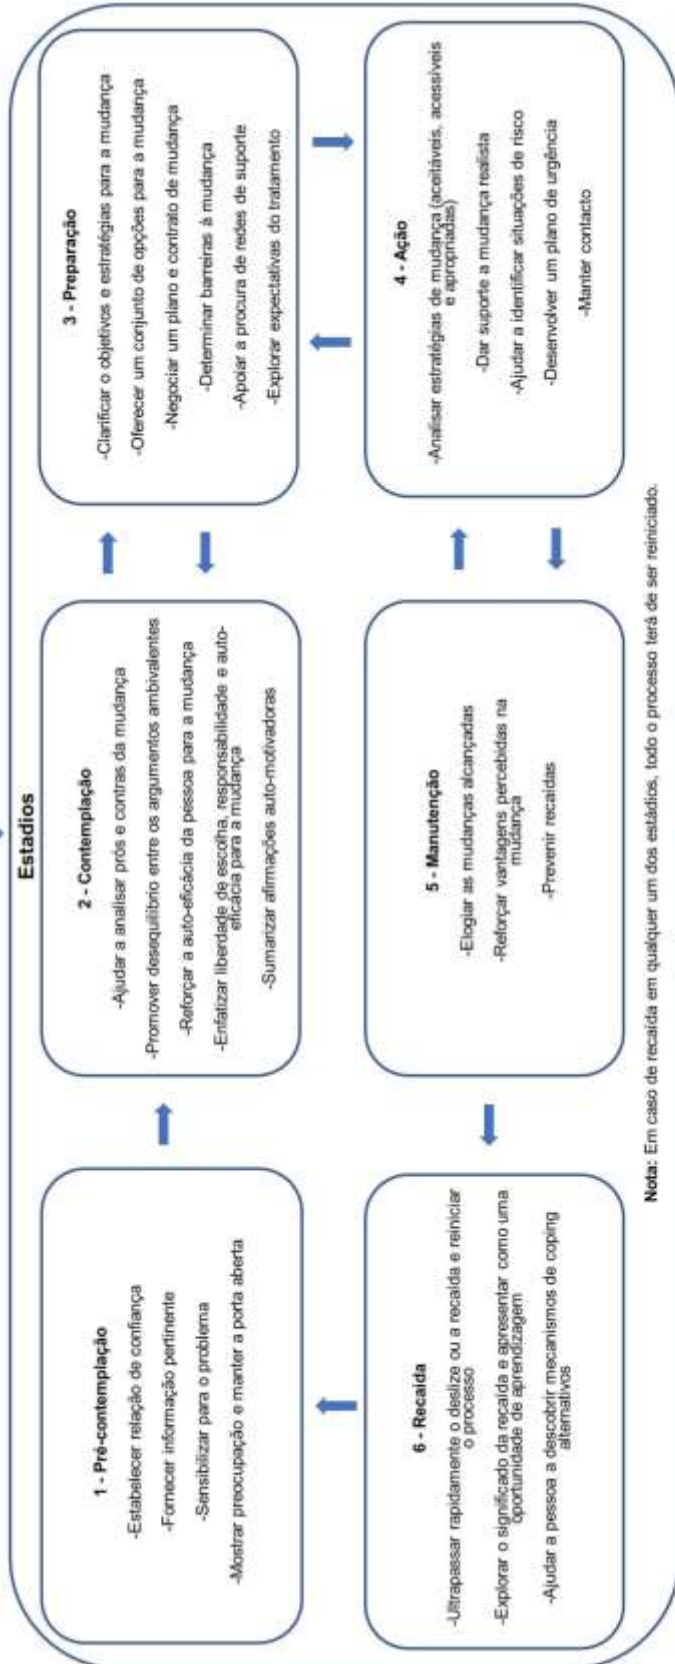 Estadios
1 - Pré-contemplação
-Estabelecer relação de confiança
-Fornecer informação pertinente
-Sensibilizar para o problema
-Mostrar preocupação e manter a porta aberta
2 - Contemplação
-Ajudar a analisar prós e contras da mudança
-Promover desequilíbrio entre os argumentos ambivalentes
-Reforçar a auto-eficácia da pessoa para a mudança
-Enfatizar liberdade de escolha, responsabilidade e auto-
eficácia para a mudança
-Sumarizar afirmações auto-motivadoras
3 - Preparação
-Clarificar o objetivos e estratégias para a mudança
-Oferecer um conjunto de opções para a mudança
-Negociar um plano e contrato de mudança
-Determinar barreiras à mudança
-Apoiar a procura de redes de suporte
-Explorar expectativas do tratamento
4 - Ação
-Analisar estratégias de mudança (aceitáveis, acessíveis
e apropriadas)
-Dar suporte a mudança realista
-Ajudar a identificar situações de risco
-Desenvolver um plano de urgência
-Manter contacto
5 - Manutenção
-Elogiar as mudanças alcançadas
-Reforçar vantagens percebidas na
mudança
-Prevenir recaídas
6 - Recaída
-Ultrapassar rapidamente o deslize ou a recaída e reiniciar
o processo
-Explorar o significado da recaída e apresentar como uma
oportunidade de aprendizagem
-Ajudar a pessoa a descobrir mecanismos de coping
alternativos
Nota: Em caso de recaída em qualquer um dos estádios, todo o processo terá de ser reiniciado.